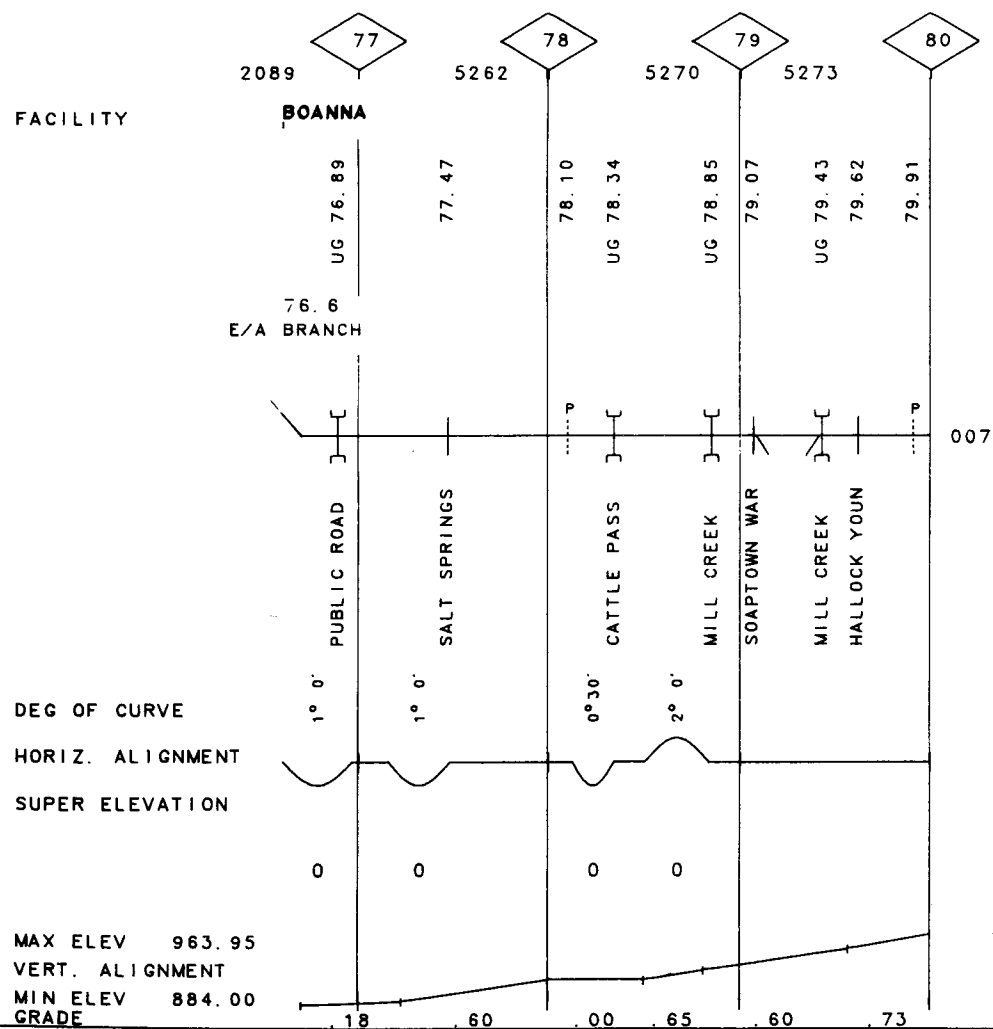 77 78 79 80
2089 5262 5270 5273
FACILITY BOANNA
UG 76.89
77.47
78.10
UG 78.34
UG 78.85
79.07
UG 79.43
79.62
79.91
76.6
E/A BRANCH
P P
007
PUBLIC ROAD
SALT SPRINGS
CATTLE PASS
MILL CREEK
SOAPTOWN WAR
MILL CREEK
HALLOCK YOUN
DEG OF CURVE 1° 0' 1° 0' 0°30' 2° 0'
HORIZ. ALIGNMENT
SUPER ELEVATION
0 0 0 0
MAX ELEV 963.95
VERT. ALIGNMENT
MIN ELEV 884.00
GRADE .18 .60 .00 .65 .60 .73